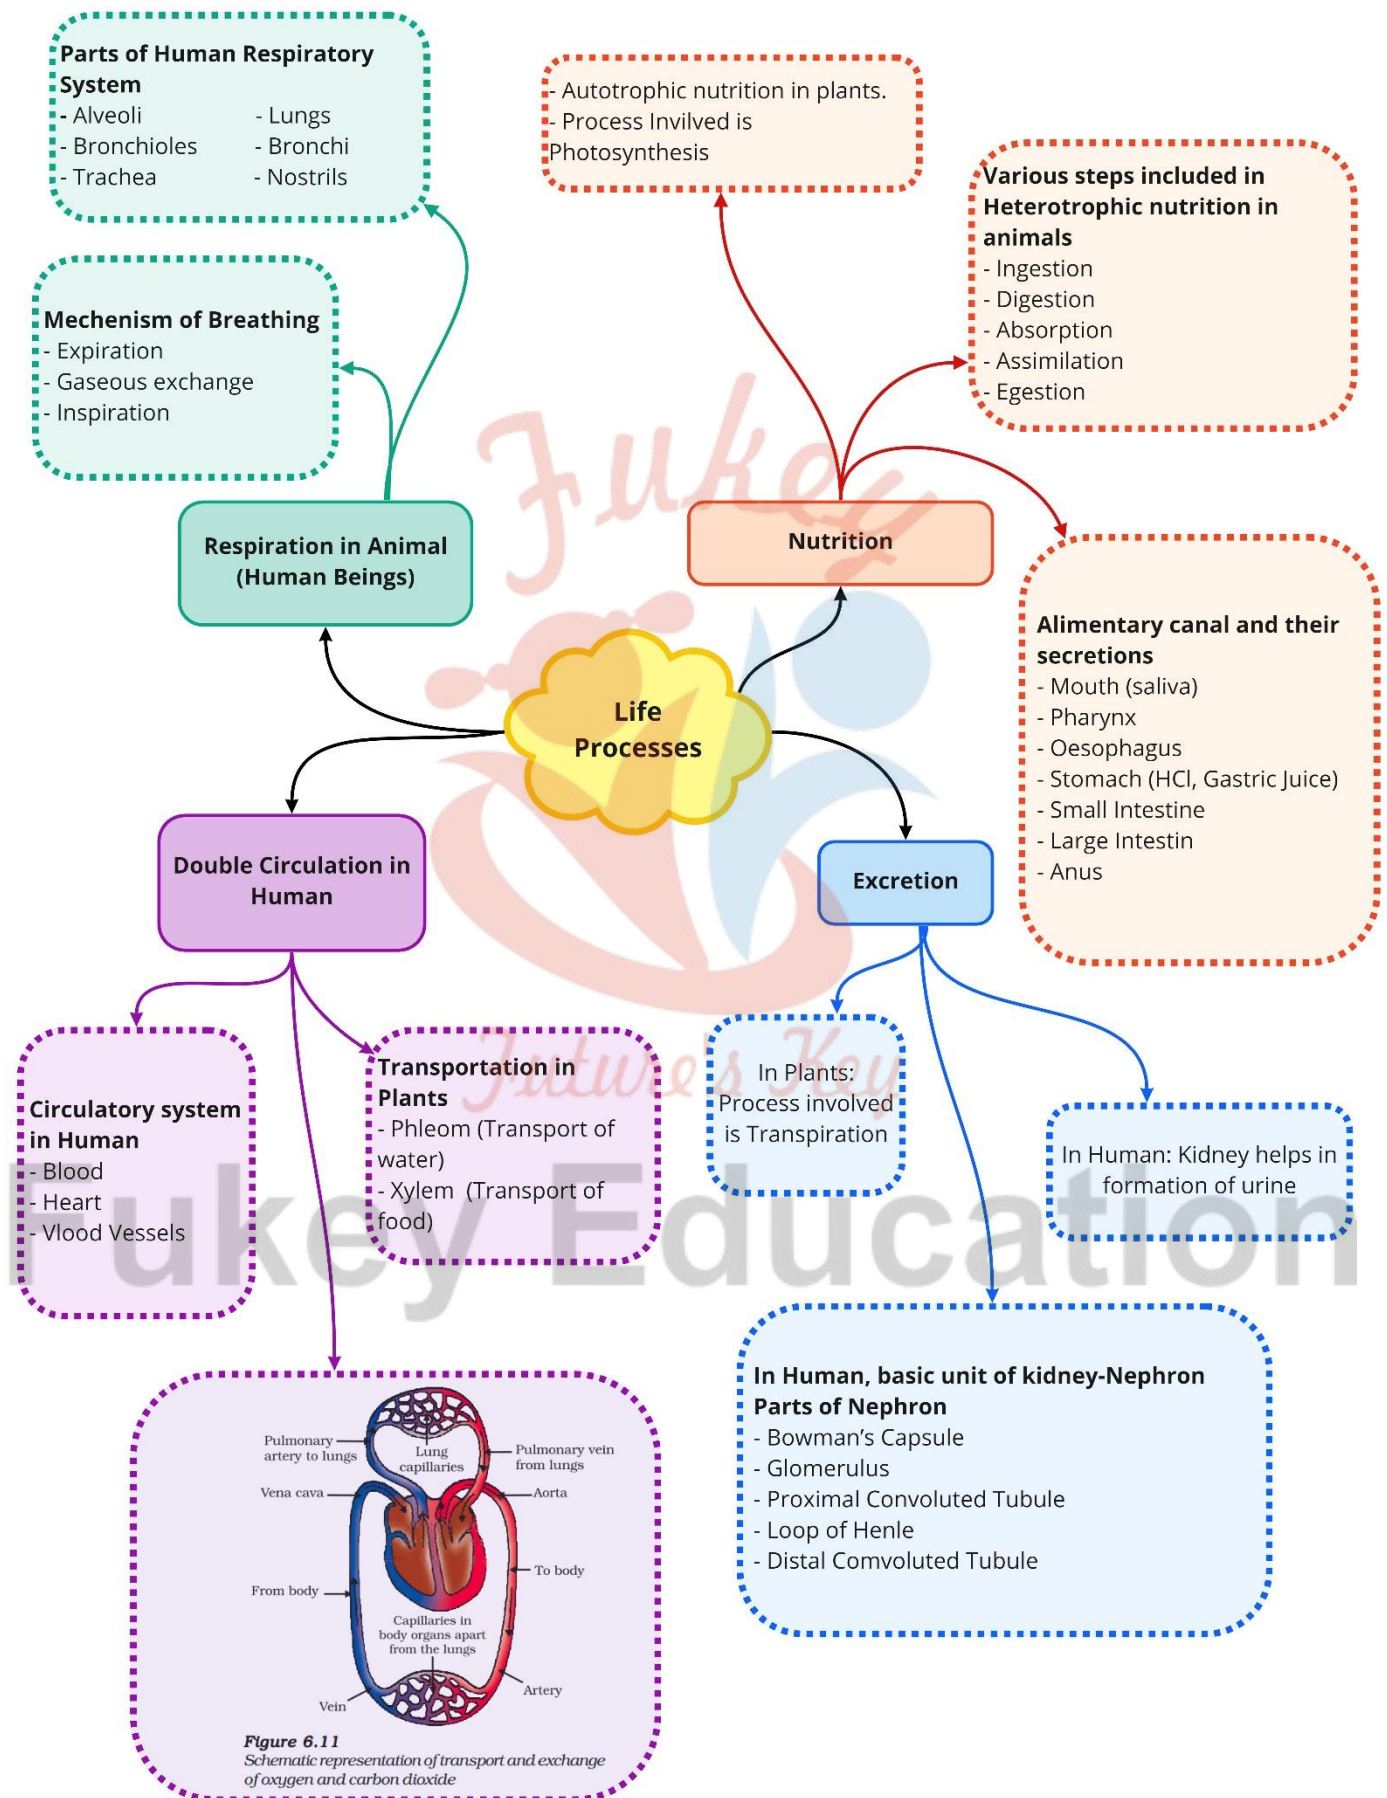 Parts of Human Respiratory
System
- Alveoli - Lungs
- Bronchioles - Bronchi
- Trachea - Nostrils
- Autotrophic nutrition in plants.
- Process Invilved is
Photosynthesis
Various steps included in
Heterotrophic nutrition in
animals
- Ingestion
- Digestion
- Absorption
- Assimilation
- Egestion
Mechenism of Breathing
- Expiration
- Gaseous exchange
- Inspiration
Fukey
Respiration in Animal
(Human Beings)
Nutrition
Alimentary canal and their
secretions
- Mouth (saliva)
- Pharynx
- Oesophagus
- Stomach (HCl, Gastric Juice)
- Small Intestine
- Large Intestin
- Anus
Life
Processes
Double Circulation in
Human
Excretion
Future's Key
Circulatory system
in Human
- Blood
- Heart
- Vlood Vessels
Transportation in
Plants
- Phleom (Transport of
water)
- Xylem  (Transport of
food)
In Plants:
Process involved
is Transpiration
In Human: Kidney helps in
formation of urine
Fukey Education
In Human, basic unit of kidney-Nephron
Parts of Nephron
- Bowman's Capsule
- Glomerulus
- Proximal Convoluted Tubule
- Loop of Henle
- Distal Comvoluted Tubule
Pulmonary
artery to lungs
Lung
capillaries
Pulmonary vein
from lungs
Vena cava
Aorta
To body
From body
Capillaries in
body organs apart
from the lungs
Artery
Vein
Figure 6.11
Schematic representation of transport and exchange
of oxygen and carbon dioxide